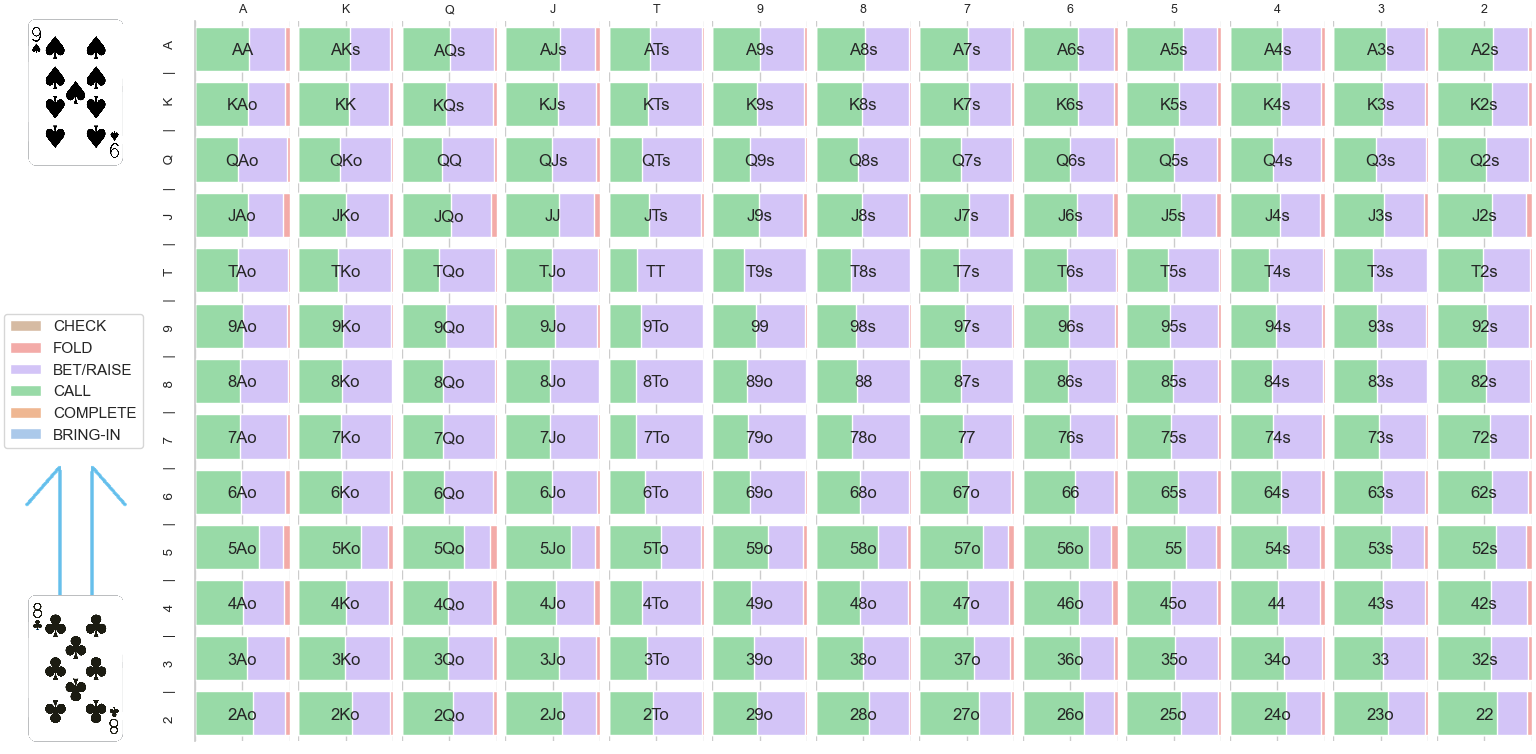 A K Q J T 9 8 7 6 5 4 3 2
9
A AA AKs AQs AJs ATs A9s A8s A7s A6s A5s A4s A3s A2s
K KAo KK KQs KJs KTs K9s K8s K7s K6s K5s K4s K3s K2s
6
Q QAo QKo QQ QJs QTs Q9s Q8s Q7s Q6s Q5s Q4s Q3s Q2s
J JAo JKo JQo JJ JTs J9s J8s J7s J6s J5s J4s J3s J2s
T TAo TKo TQo TJo TT T9s T8s T7s T6s T5s T4s T3s T2s
9 9Ao 9Ko 9Qo 9Jo 9To 99 98s 97s 96s 95s 94s 93s 92s
CHECK
FOLD
BET/RAISE
CALL
COMPLETE
BRING-IN
8 8Ao 8Ko 8Qo 8Jo 8To 89o 88 87s 86s 85s 84s 83s 82s
7 7Ao 7Ko 7Qo 7Jo 7To 79o 78o 77 76s 75s 74s 73s 72s
6 6Ao 6Ko 6Qo 6Jo 6To 69o 68o 67o 66 65s 64s 63s 62s
5 5Ao 5Ko 5Qo 5Jo 5To 59o 58o 57o 56o 55 54s 53s 52s
8
4 4Ao 4Ko 4Qo 4Jo 4To 49o 48o 47o 46o 45o 44 43s 42s
3 3Ao 3Ko 3Qo 3Jo 3To 39o 38o 37o 36o 35o 34o 33 32s
2 2Ao 2Ko 2Qo 2Jo 2To 29o 28o 27o 26o 25o 24o 23o 22
8